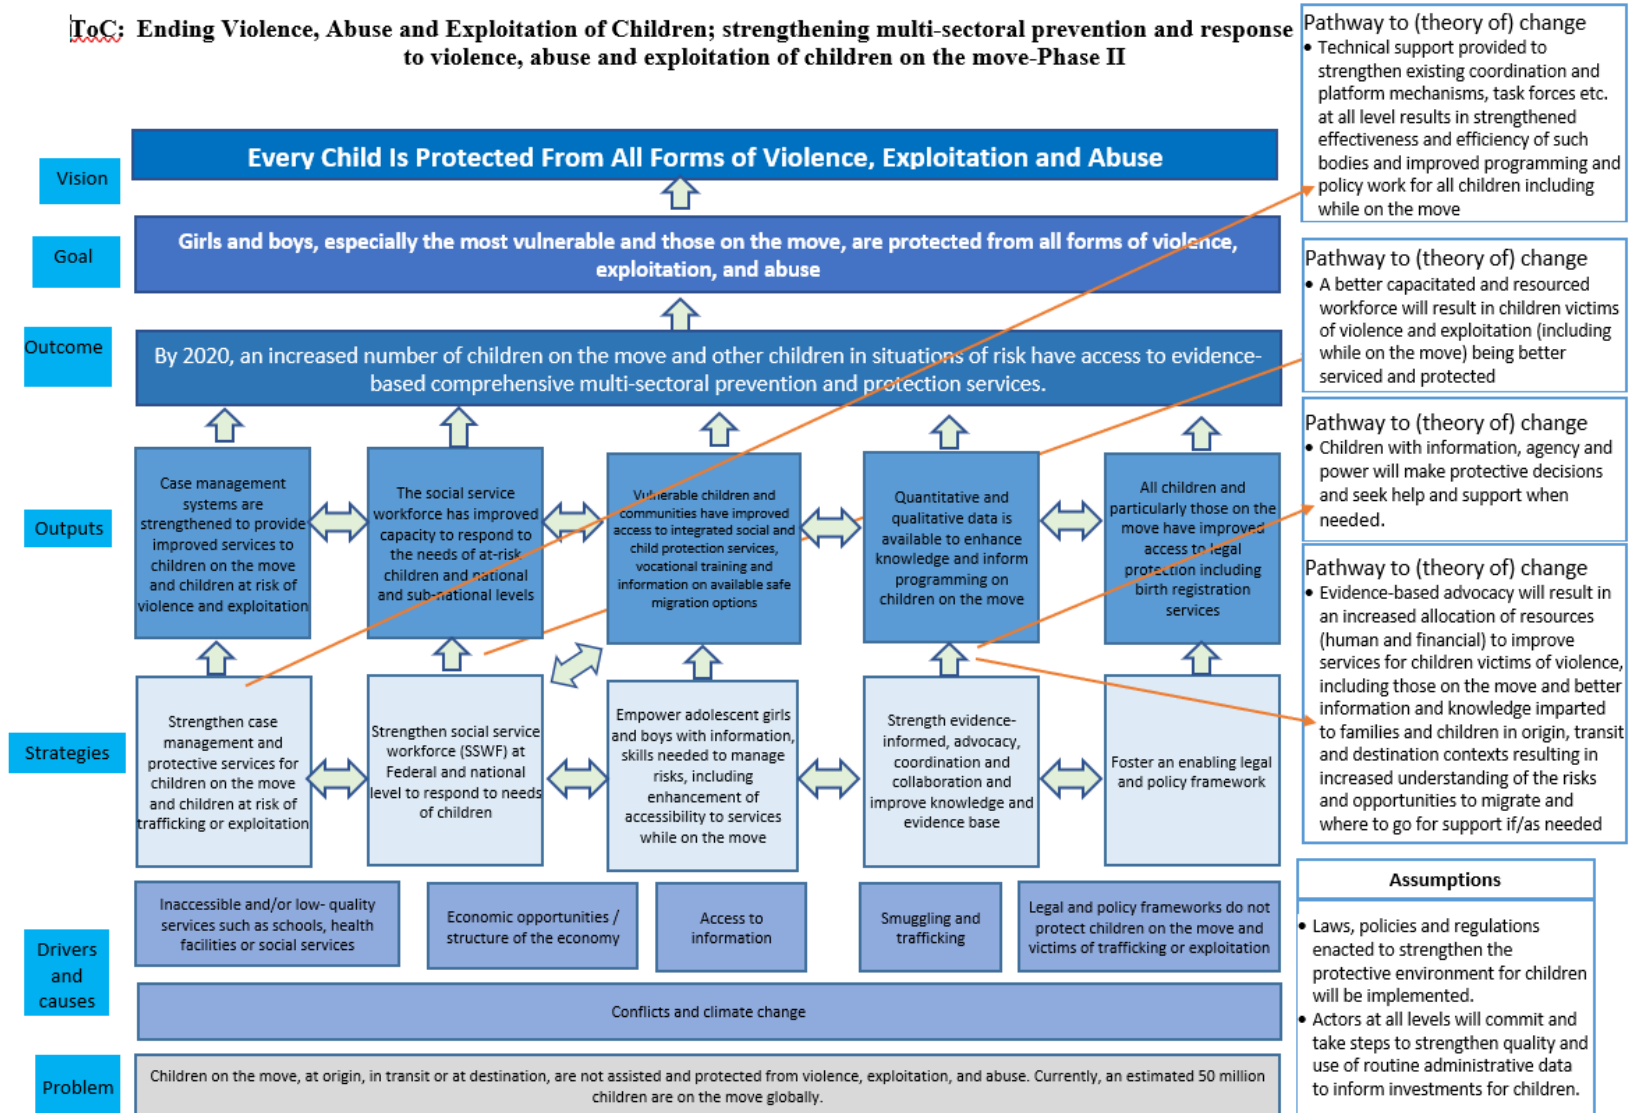 ToC: Ending Violence, Abuse and Exploitation of Children; strengthening multi-sectoral prevention and response
to violence, abuse and exploitation of children on the move-Phase II
Vision
Every Child Is Protected From All Forms of Violence, Exploitation and Abuse
Goal
Girls and boys, especially the most vulnerable and those on the move, are protected from all forms of violence,
exploitation, and abuse
Outcome
By 2020, an increased number of children on the move and other children in situations of risk have access to evidence-
based comprehensive multi-sectoral prevention and protection services.
Outputs
Case management
systems are
strengthened to provide
improved services to
children on the move
and children at risk of
violence and exploitation
The social service
workforce has improved
capacity to respond to
the needs of at-risk
children and national
and sub-national levels
Vulnerable children and
communities have improved
access to integrated social and
child protection services,
vocational training and
information on available safe
migration options
Quantitative and
qualitative data is
available to enhance
knowledge and inform
programming on
children on the move
All children and
particularly those on the
move have improved
access to legal
protection including
birth registration
services
Strategies
Strengthen case
management and
protective services for
children on the move
and children at risk of
trafficking or exploitation
Strengthen social service
workforce (SSWF) at
Federal and national
level to respond to needs
of children
Empower adolescent girls
and boys with information,
skills needed to manage
risks, including
enhancement of
accessibility to services
while on the move
Strength evidence-
informed, advocacy,
coordination and
collaboration and
improve knowledge and
evidence base
Foster an enabling legal
and policy framework
Drivers
and
causes
Inaccessible and/or low- quality
services such as schools, health
facilities or social services
Economic opportunities /
structure of the economy
Access to
information
Smuggling and
trafficking
Legal and policy frameworks do not
protect children on the move and
victims of trafficking or exploitation
Conflicts and climate change
Problem
Children on the move, at origin, in transit or at destination, are not assisted and protected from violence, exploitation, and abuse. Currently, an estimated 50 million
children are on the move globally.
Pathway to (theory of) change
• Technical support provided to
strengthen existing coordination and
platform mechanisms, task forces etc.
at all level results in strengthened
effectiveness and efficiency of such
bodies and improved programming and
policy work for all children including
while on the move
Pathway to (theory of) change
• A better capacitated and resourced
workforce will result in children victims
of violence and exploitation (including
while on the move) being better
serviced and protected
Pathway to (theory of) change
• Children with information, agency and
power will make protective decisions
and seek help and support when
needed.
Pathway to (theory of) change
• Evidence-based advocacy will result in
an increased allocation of resources
(human and financial) to improve
services for children victims of violence,
including those on the move and better
information and knowledge imparted
to families and children in origin, transit
and destination contexts resulting in
increased understanding of the risks
and opportunities to migrate and
where to go for support if/as needed
Assumptions
• Laws, policies and regulations
enacted to strengthen the
protective environment for children
will be implemented.
• Actors at all levels will commit and
take steps to strengthen quality and
use of routine administrative data
to inform investments for children.